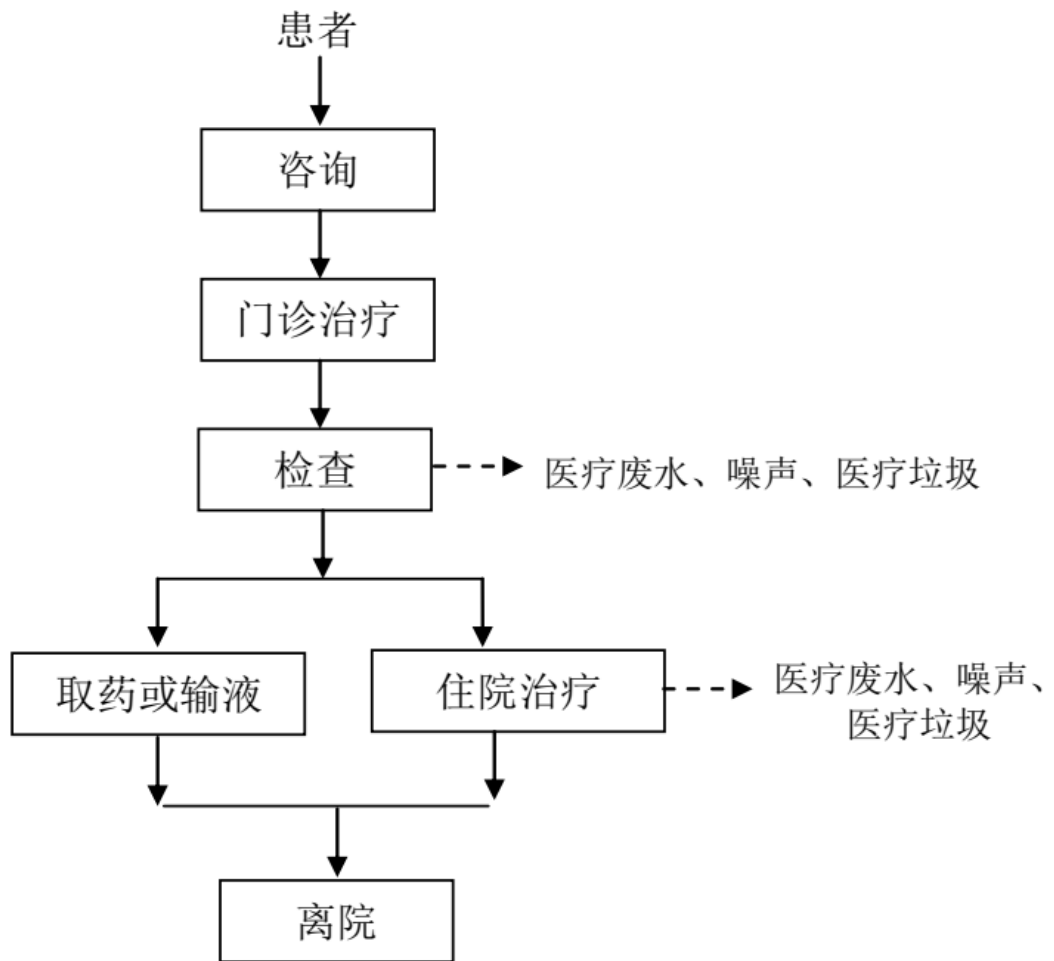 患者
咨询
门诊治疗
检查
医疗废水、噪声、医疗垃圾
取药或输液
住院治疗
医疗废水、噪声、
医疗垃圾
离院